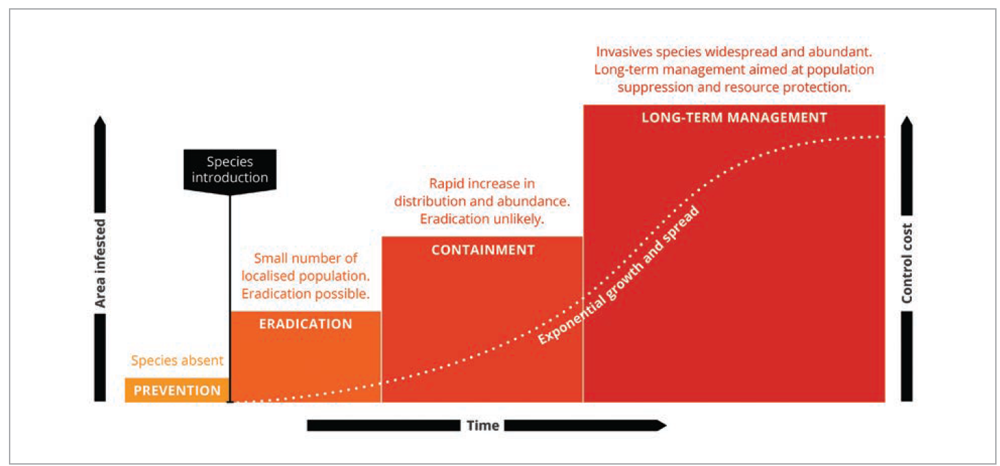 Invasives species widespread and abundant.
Long-term management aimed at population
suppression and resource protection.
LONG-TERM MANAGEMENT
Species
introduction
Rapid increase in
distribution and abundance.
Eradication unlikely.
CONTAINMENT
Small number of
localised population.
Eradication possible.
ERADICATION
Species absent
PREVENTION
Exponential growth and spread
Area infested
Control cost
Time